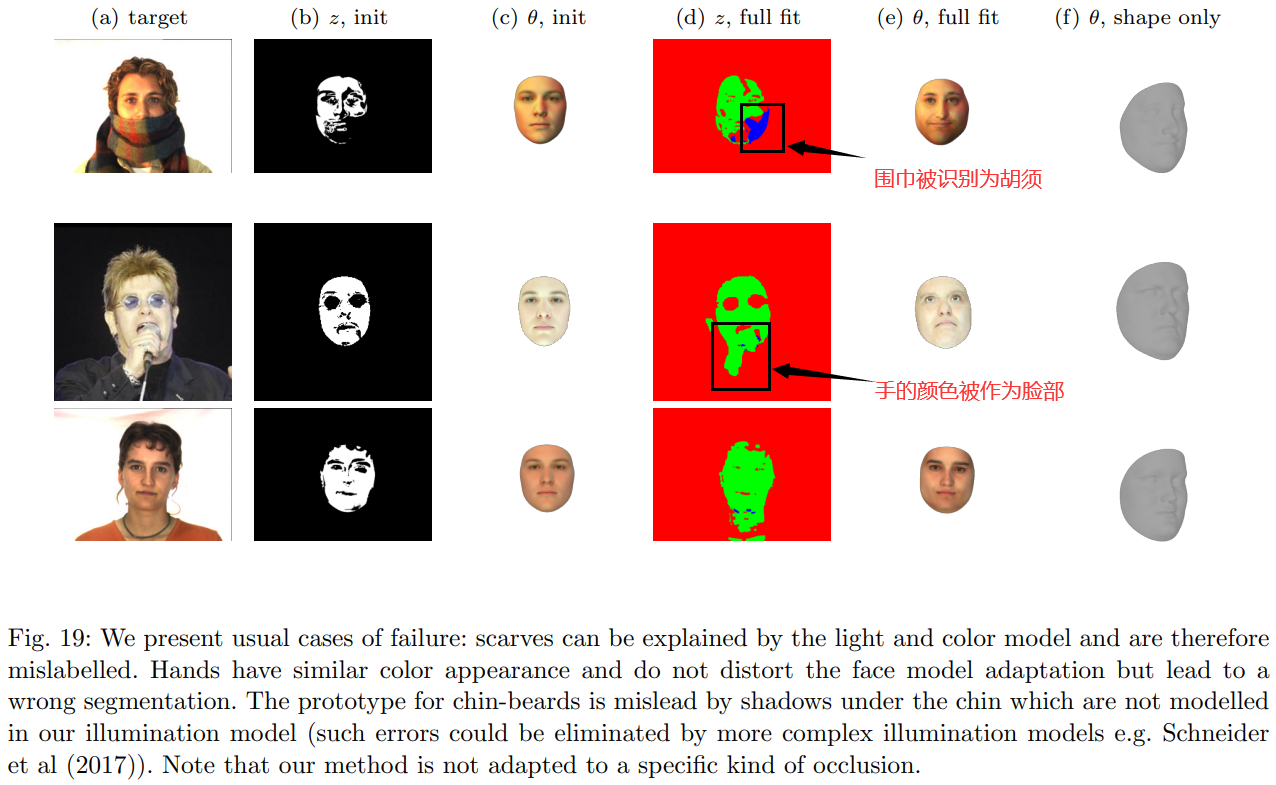 (a) target (b) z, init (c) θ, init (d) z, full fit (e) θ, full fit (f) θ, shape only
围巾被识别为胡须
手的颜色被作为脸部
Fig. 19: We present usual cases of failure: scarves can be explained by the light and color model and are therefore
mislabelled. Hands have similar color appearance and do not distort the face model adaptation but lead to a
wrong segmentation. The prototype for chin-beards is mislead by shadows under the chin which are not modelled
in our illumination model (such errors could be eliminated by more complex illumination models e.g. Schneider
et al (2017)). Note that our method is not adapted to a specific kind of occlusion.